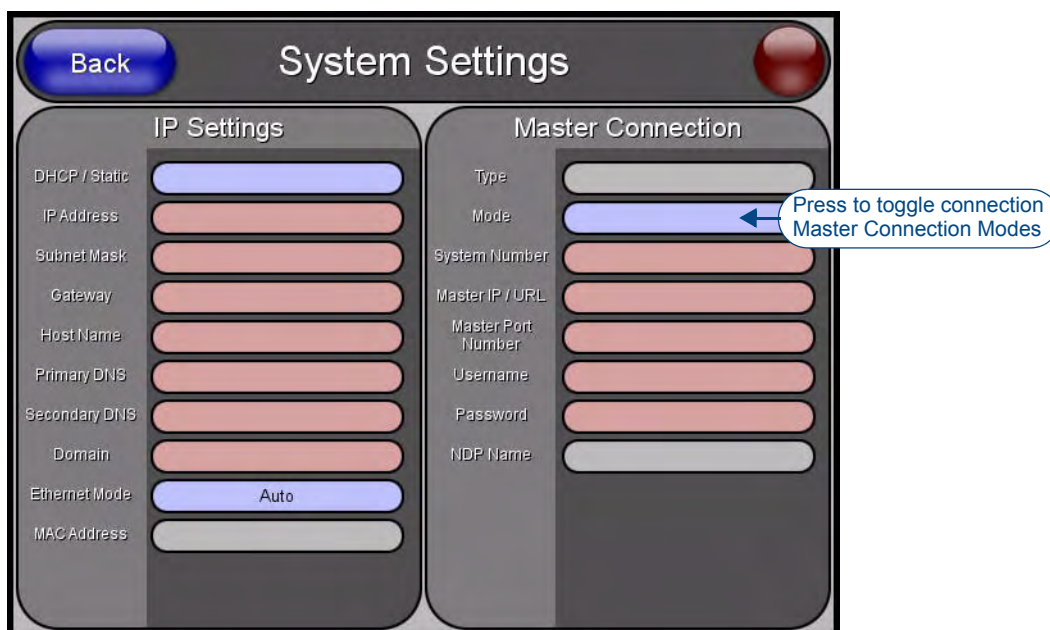 Back
System Settings
IP Settings
DHCP / Static
IP Address
Subnet Mask
Gateway
Host Name
Primary DNS
Secondary DNS
Domain
Ethernet Mode
Auto
MAC Address
Master Connection
Type
Mode
Press to toggle connection
Master Connection Modes
System Number
Master IP / URL
Master Port
Number
Username
Password
NDP Name